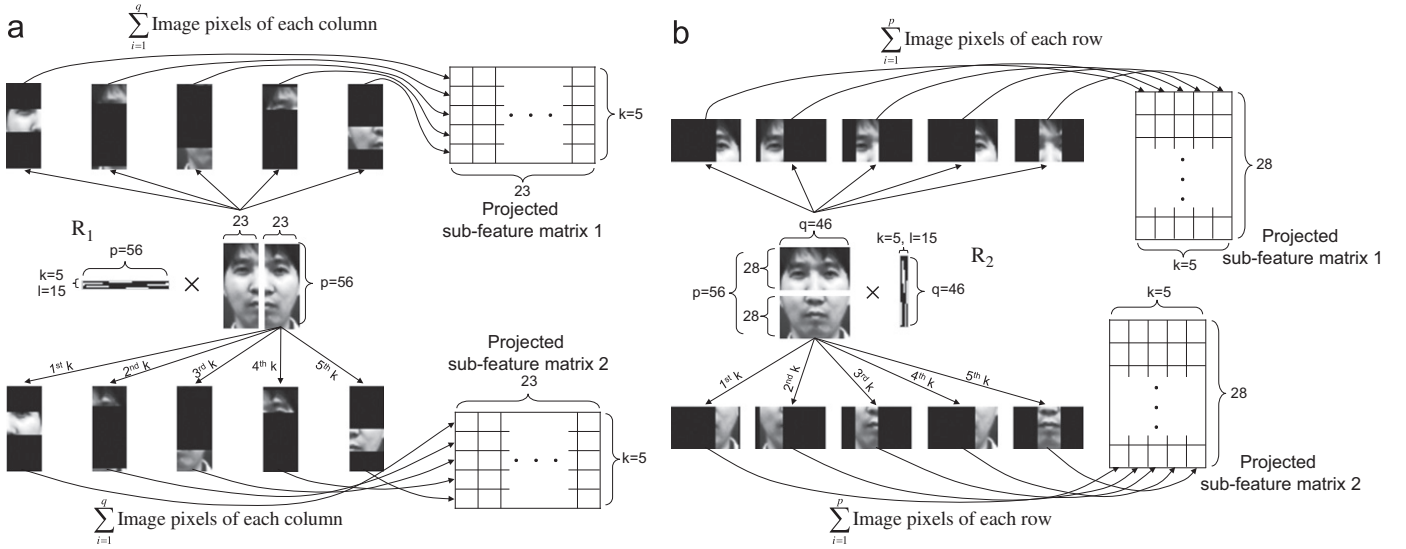 a
q
∑ Image pixels of each column
i=1
k=5
23
Projected
sub-feature matrix 1
R1
23 23
p=56
k=5
l=15
×
p=56
Projected
sub-feature matrix 2
23
1st k
2nd k
3rd k
4th k
5th k
k=5
q
∑ Image pixels of each column
i=1
b
p
∑ Image pixels of each row
i=1
28
k=5
Projected
sub-feature matrix 1
q=46
k=5, l=15
R2
p=56
28
28
×
q=46
k=5
1st k
2nd k
3rd k
4th k
5th k
28
Projected
sub-feature matrix 2
p
∑ Image pixels of each row
i=1